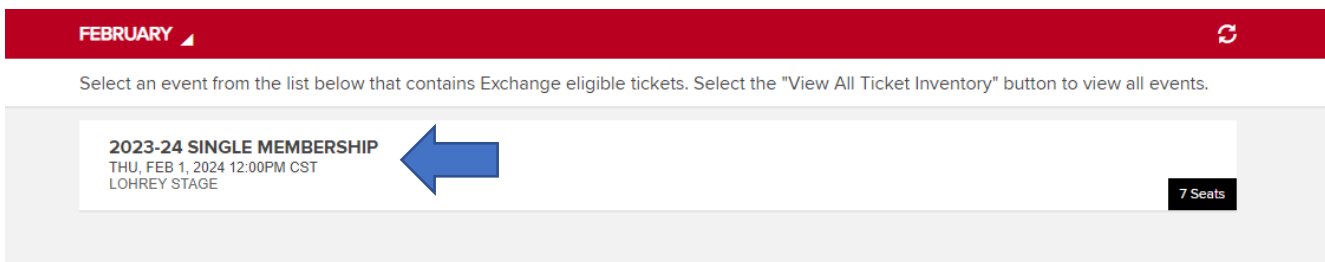 FEBRUARY
Select an event from the list below that contains Exchange eligible tickets. Select the "View All Ticket Inventory" button to view all events.
2023-24 SINGLE MEMBERSHIP
THU, FEB 1, 2024 12:00PM CST
LOHREY STAGE
7 Seats